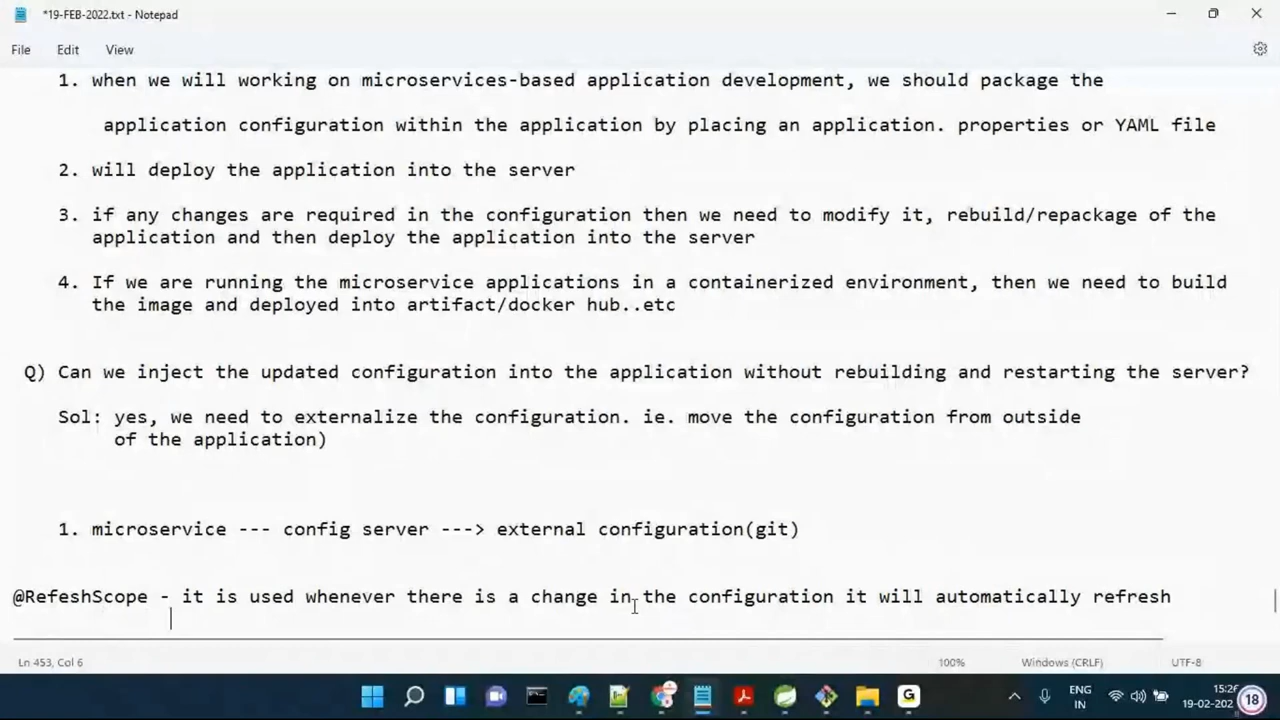 *19-FEB-2022.txt - Notepad
File Edit View
1. when we will working on microservices-based application development, we should package the
application configuration within the application by placing an application. properties or YAML file
2. will deploy the application into the server
3. if any changes are required in the configuration then we need to modify it, rebuild/repackage of the
application and then deploy the application into the server
4. If we are running the microservice applications in a containerized environment, then we need to build
the image and deployed into artifact/docker hub..etc
Q) Can we inject the updated configuration into the application without rebuilding and restarting the server?
Sol: yes, we need to externalize the configuration. ie. move the configuration from outside
of the application)
1. microservice --- config server ---> external configuration(git)
@RefeshScope - it is used whenever there is a change in the configuration it will automatically refresh
Ln 453, Col 6 100% Windows (CRLF) UTF-8
ENG 15:26
IN 19-02-202 18